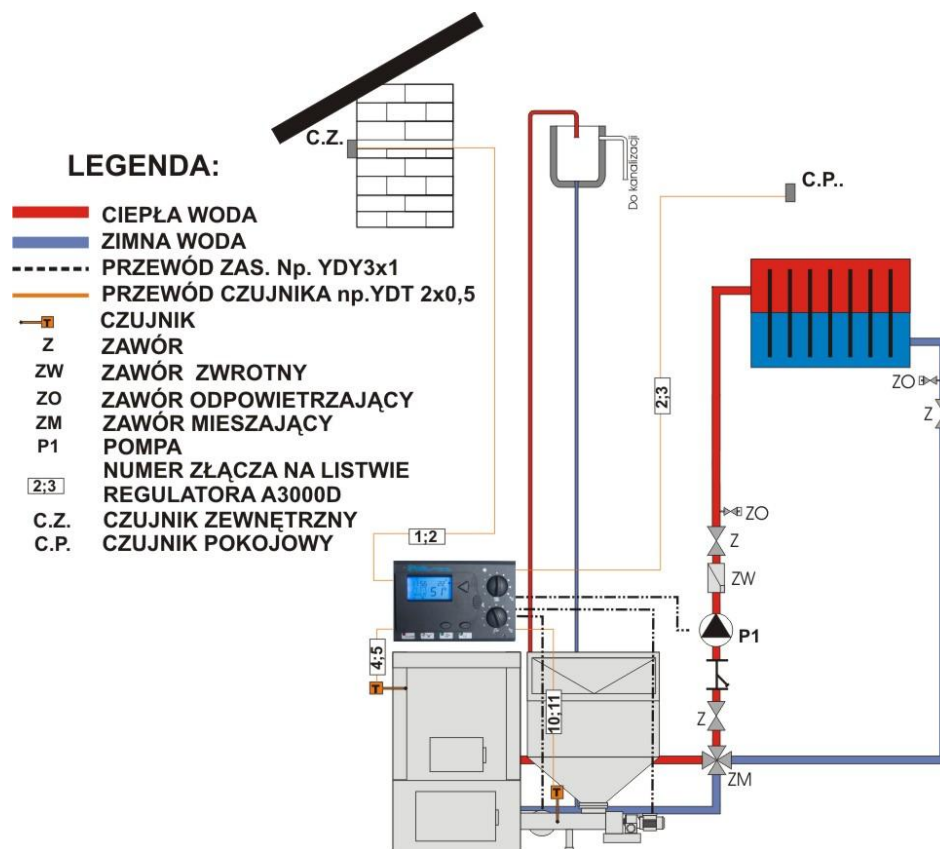 C.Z.
Do kanalizacji
C.P..
LEGENDA:
CIEPŁA WODA
ZIMNA WODA
PRZEWÓD ZAS. Np. YDY3x1
PRZEWÓD CZUJNIKA np.YDT 2x0,5
T CZUJNIK
Z ZAWÓR
ZW ZAWÓR ZWROTNY
ZO ZAWÓR ODPOWIETRZAJĄCY
ZM ZAWÓR MIESZAJĄCY
P1 POMPA
2;3 NUMER ZŁĄCZA NA LISTWIE
REGULATORA A3000D
C.Z. CZUJNIK ZEWNĘTRZNY
C.P. CZUJNIK POKOJOWY
2;3
ZO
Z
1;2
ZO
Z
ZW
P1
4;5
T
10;11
Z
ZM
T